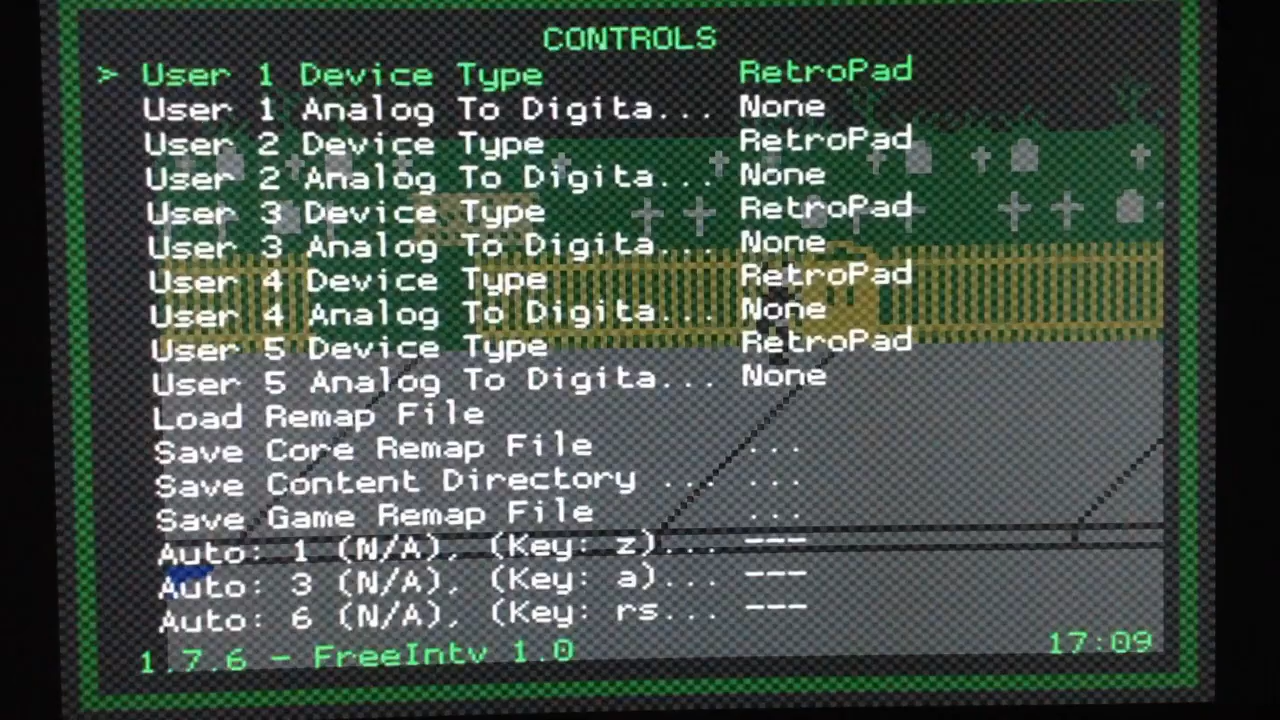 CONTROLS
> User 1 Device Type RetroPad
User 1 Analog To Digita... None
User 2 Device Type RetroPad
User 2 Analog To Digita... None
User 3 Device Type RetroPad
User 3 Analog To Digita... None
User 4 Device Type RetroPad
User 4 Analog To Digita... None
User 5 Device Type RetroPad
User 5 Analog To Digita... None
Load Remap File
Save Core Remap File ...
Save Content Directory ... ...
Save Game Remap File ...
Auto: 1 (N/A), (Key: z)... ---
Auto: 3 (N/A), (Key: a)... ---
Auto: 6 (N/A), (Key: rs... ---
1.7.6 - FreeIntv 1.0 17:09